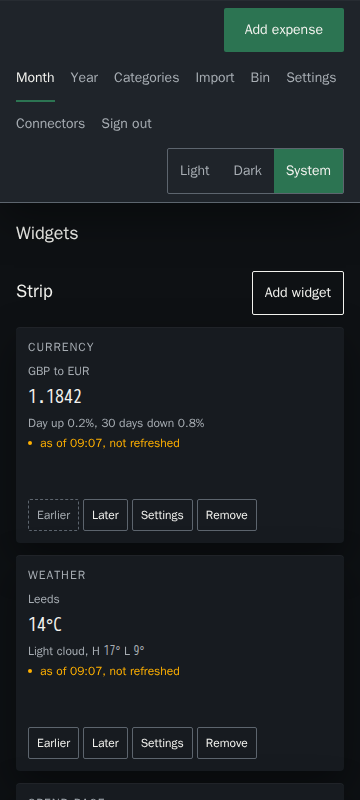 Add expense
Month Year Categories Import Bin Settings
Connectors Sign out
Light Dark System
Widgets
Strip Add widget
CURRENCY
GBP to EUR
1.1842
Day up 0.2%, 30 days down 0.8%
as of 09:07, not refreshed
Earlier Later Settings Remove
WEATHER
Leeds
14°C
Light cloud, H 17° L 9°
as of 09:07, not refreshed
Earlier Later Settings Remove